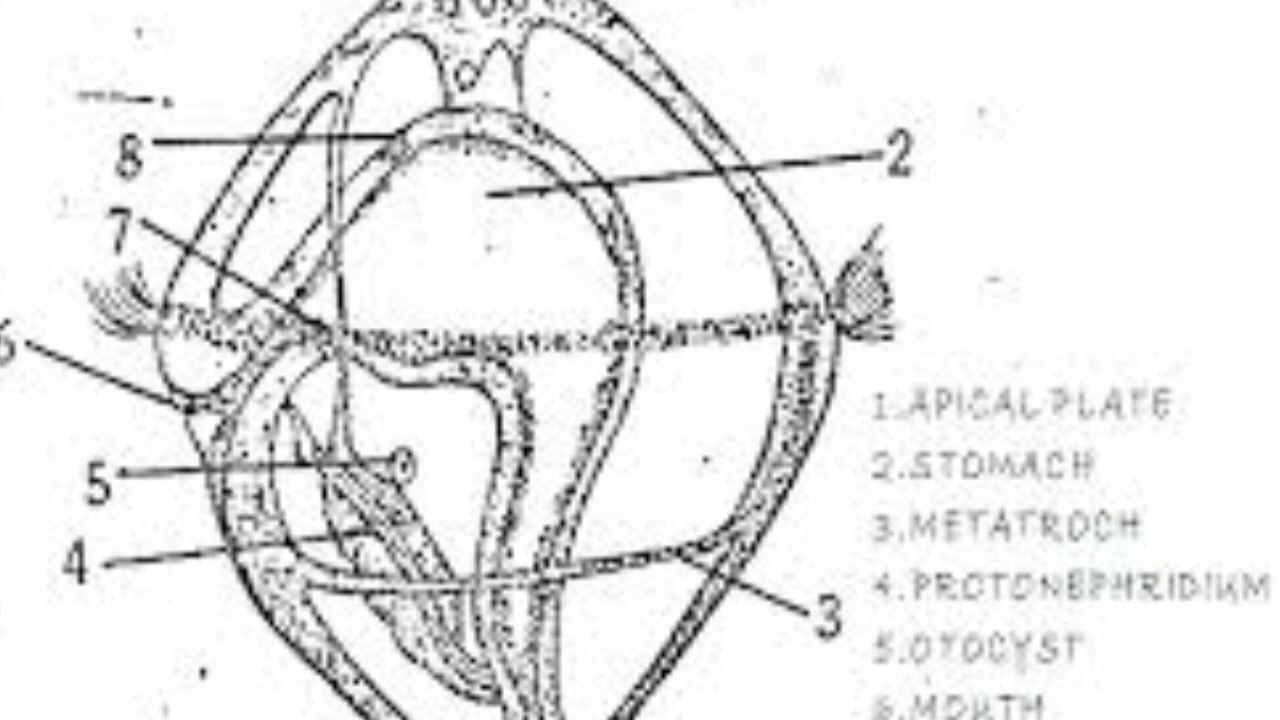 8
2
7
6
5
4
3
1.APICAL PLATE
2.STOMACH
3.METATROCH
4.PROTONEPHRIDIUM
5.OTOCYST
6.MOUTH